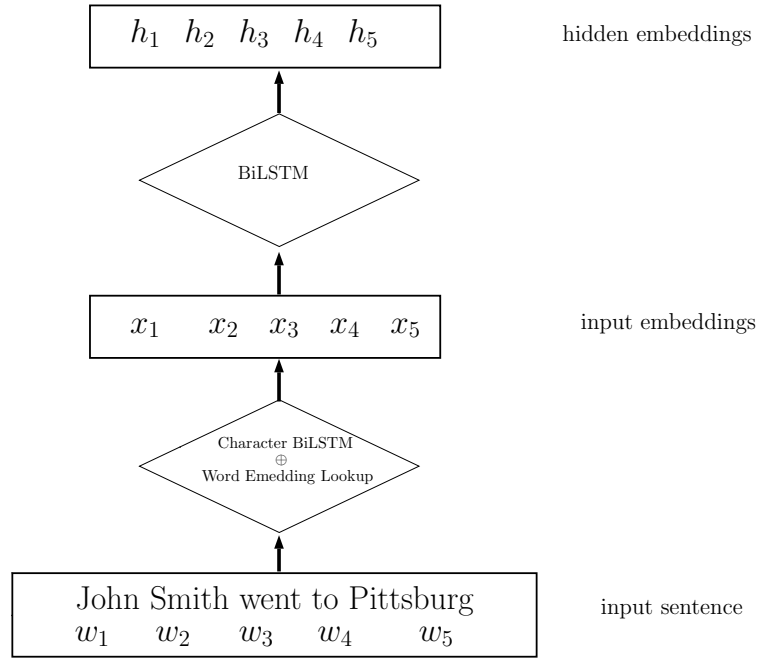 h₁ h₂ h₃ h₄ h₅ hidden embeddings
BiLSTM
x₁ x₂ x₃ x₄ x₅ input embeddings
Character BiLSTM
⊕
Word Emedding Lookup
John Smith went to Pittsburg
input sentence
w₁ w₂ w₃ w₄ w₅